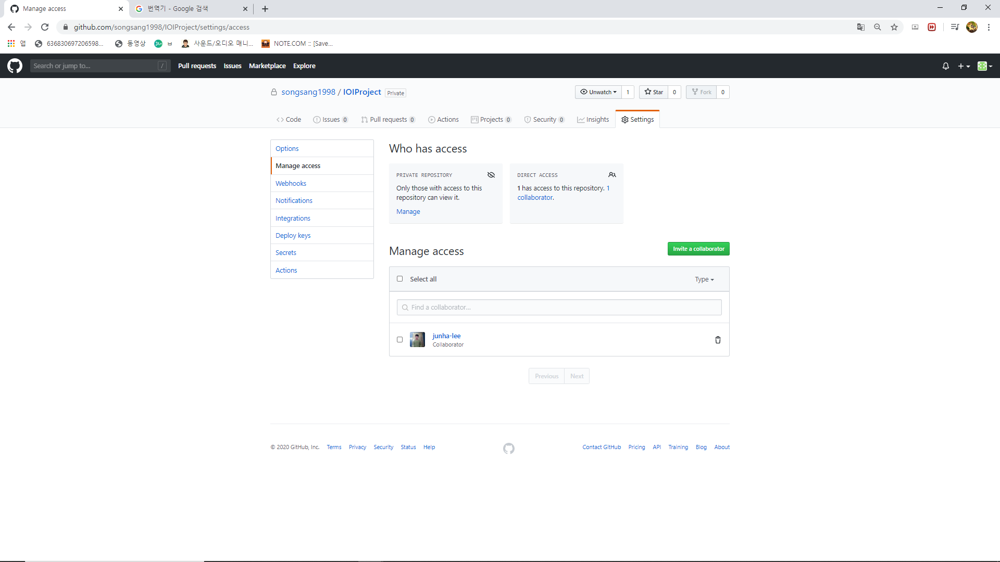 Manage access
번역기 - Google 검색
github.com/songsang1998/IOIProject/settings/access
앱
636830697206598...
동영상
ㅂ
사운드/오디오 매니...
NOTE.COM :: [Save...
Search or jump to...
/
Pull requests
Issues
Marketplace
Explore
songsang1998 / IOIProject
Private
Unwatch
1
Star
0
Fork
0
Code
Issues 0
Pull requests 0
Actions
Projects 0
Security 0
Insights
Settings
Options
Manage access
Webhooks
Notifications
Integrations
Deploy keys
Secrets
Actions
Who has access
PRIVATE REPOSITORY
Only those with access to this
repository can view it.
Manage
DIRECT ACCESS
1 has access to this repository. 1
collaborator.
Manage access
Invite a collaborator
Select all
Type
Find a collaborator...
junha-lee
Collaborator
Previous
Next
© 2020 GitHub, Inc.
Terms
Privacy
Security
Status
Help
Contact GitHub
Pricing
API
Training
Blog
About